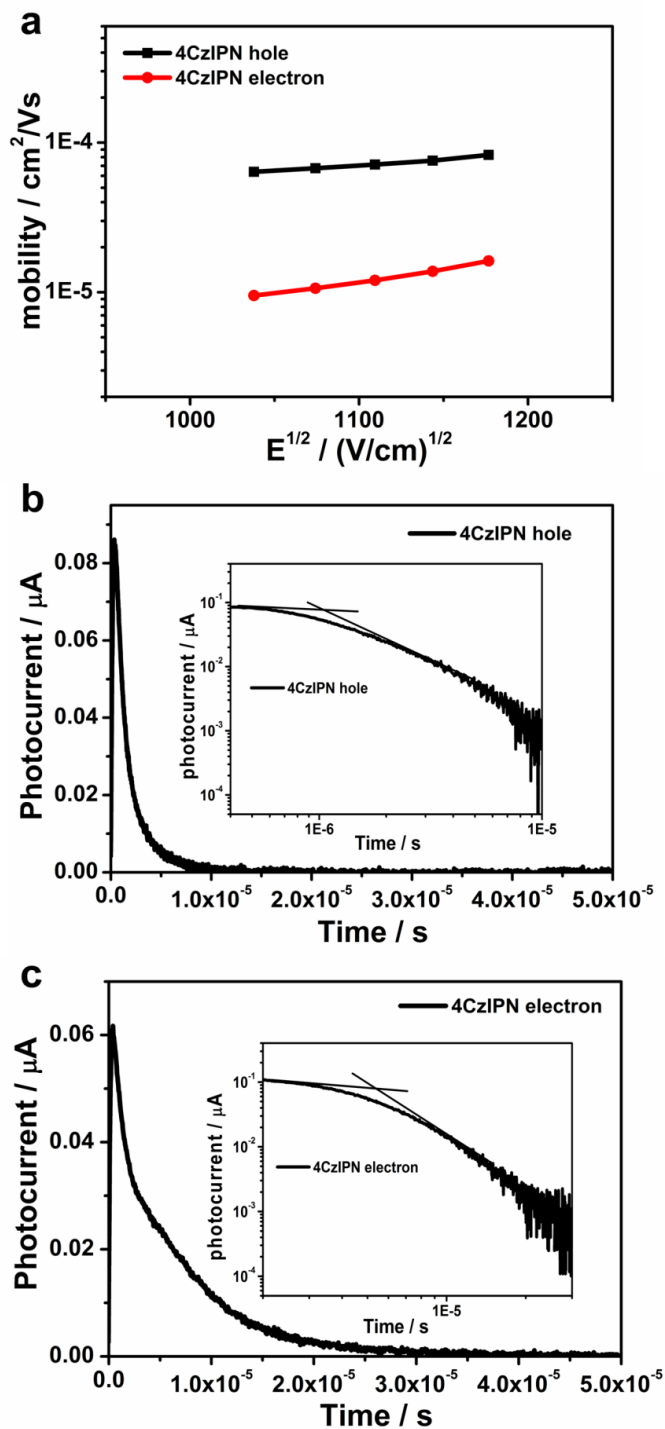 a
4CzIPN hole
4CzIPN electron
mobility / cm²/Vs
1E-4
1E-5
1000
1100
1200
E^1/2 / (V/cm)^1/2
b
4CzIPN hole
Photocurrent / μA
0.08
0.06
0.04
0.02
0.00
photocurrent / μA
10⁻¹
10⁻²
10⁻³
10⁻⁴
4CzIPN hole
1E-6
1E-5
Time / s
0.0
1.0x10⁻⁵
2.0x10⁻⁵
3.0x10⁻⁵
4.0x10⁻⁵
5.0x10⁻⁵
Time / s
c
4CzIPN electron
Photocurrent / μA
0.06
0.04
0.02
0.00
photocurrent / μA
10⁻¹
10⁻²
10⁻³
10⁻⁴
4CzIPN electron
1E-5
Time / s
0.0
1.0x10⁻⁵
2.0x10⁻⁵
3.0x10⁻⁵
4.0x10⁻⁵
5.0x10⁻⁵
Time / s